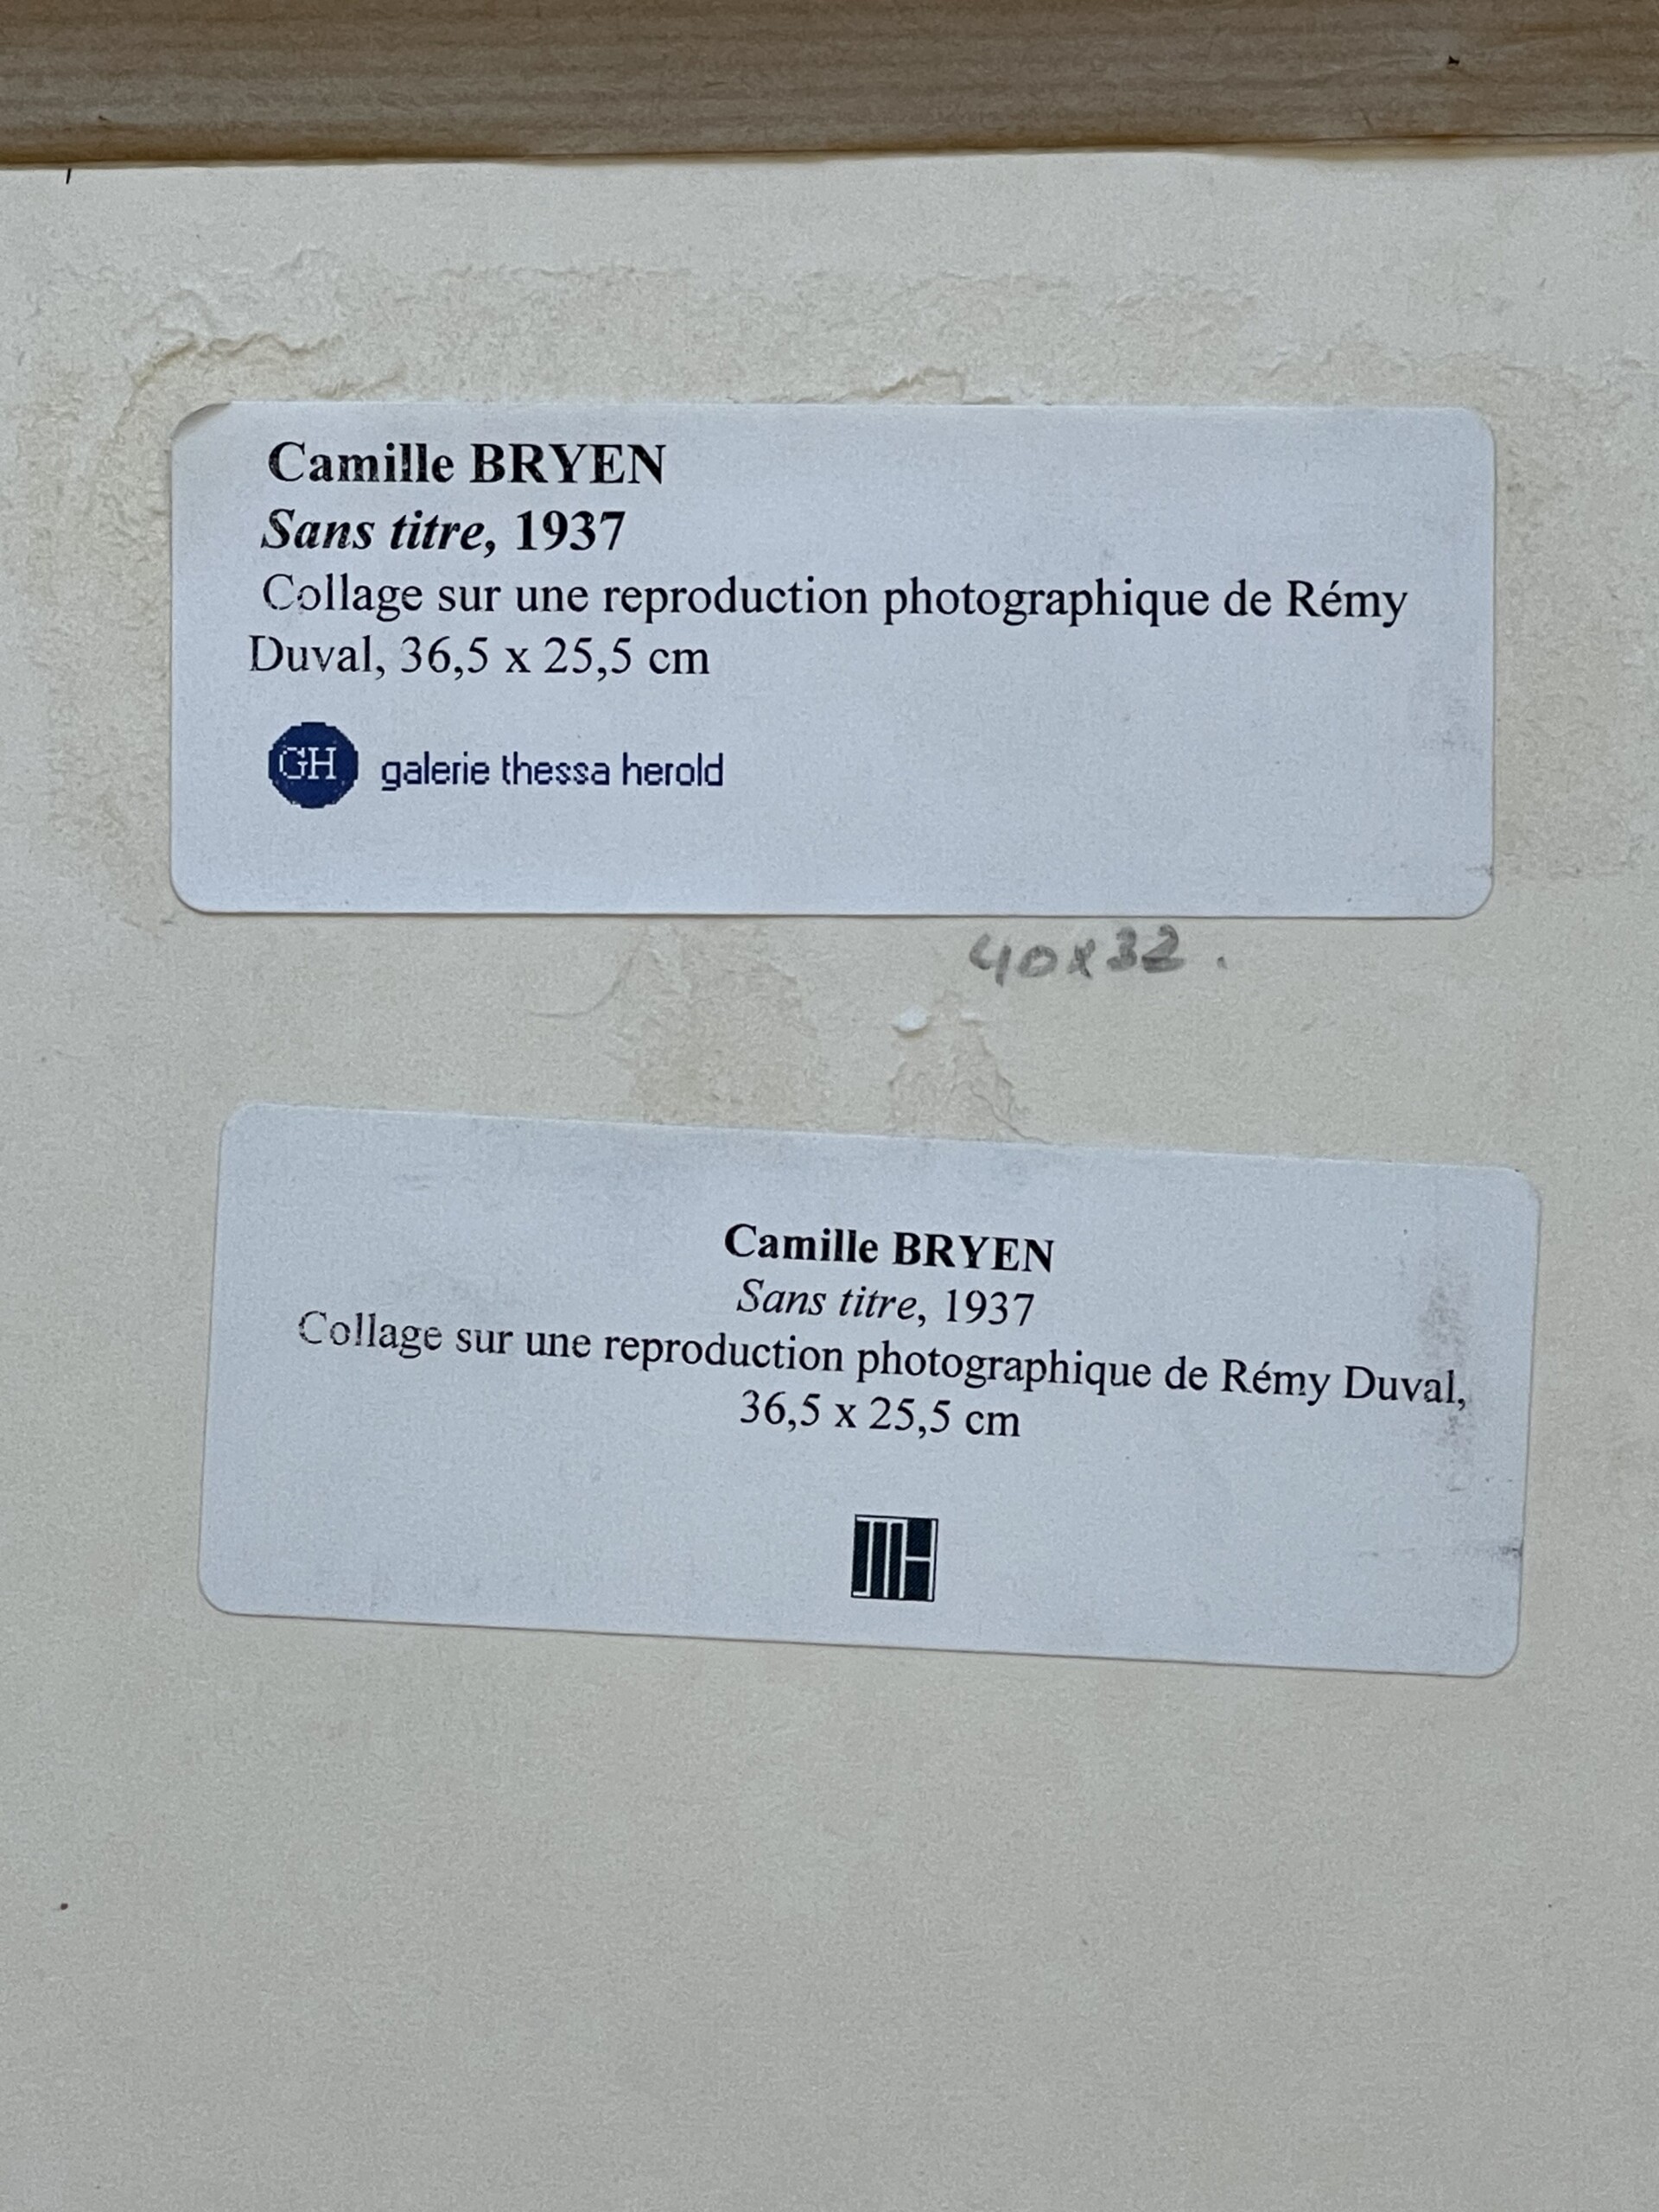 Camille BRYEN
Sans titre, 1937
Collage sur une reproduction photographique de Rémy
Duval, 36,5 x 25,5 cm
GH galerie thessa herold
40x32.
Camille BRYEN
Sans titre, 1937
Collage sur une reproduction photographique de Rémy Duval,
36,5 x 25,5 cm